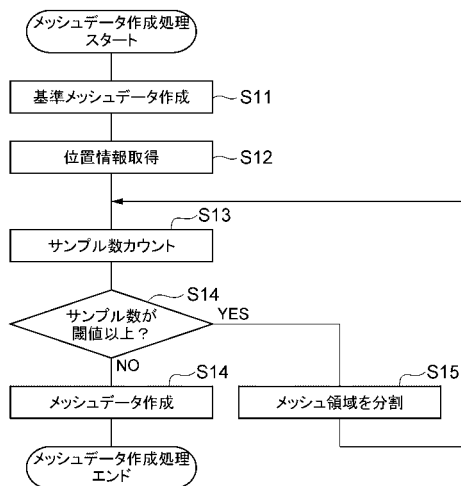 メッシュデータ作成処理
スタート
基準メッシュデータ作成
S11
位置情報取得
S12
S13
サンプル数カウント
S14
サンプル数が
閾値以上？
YES
NO
S14
メッシュデータ作成
S15
メッシュ領域を分割
メッシュデータ作成処理
エンド